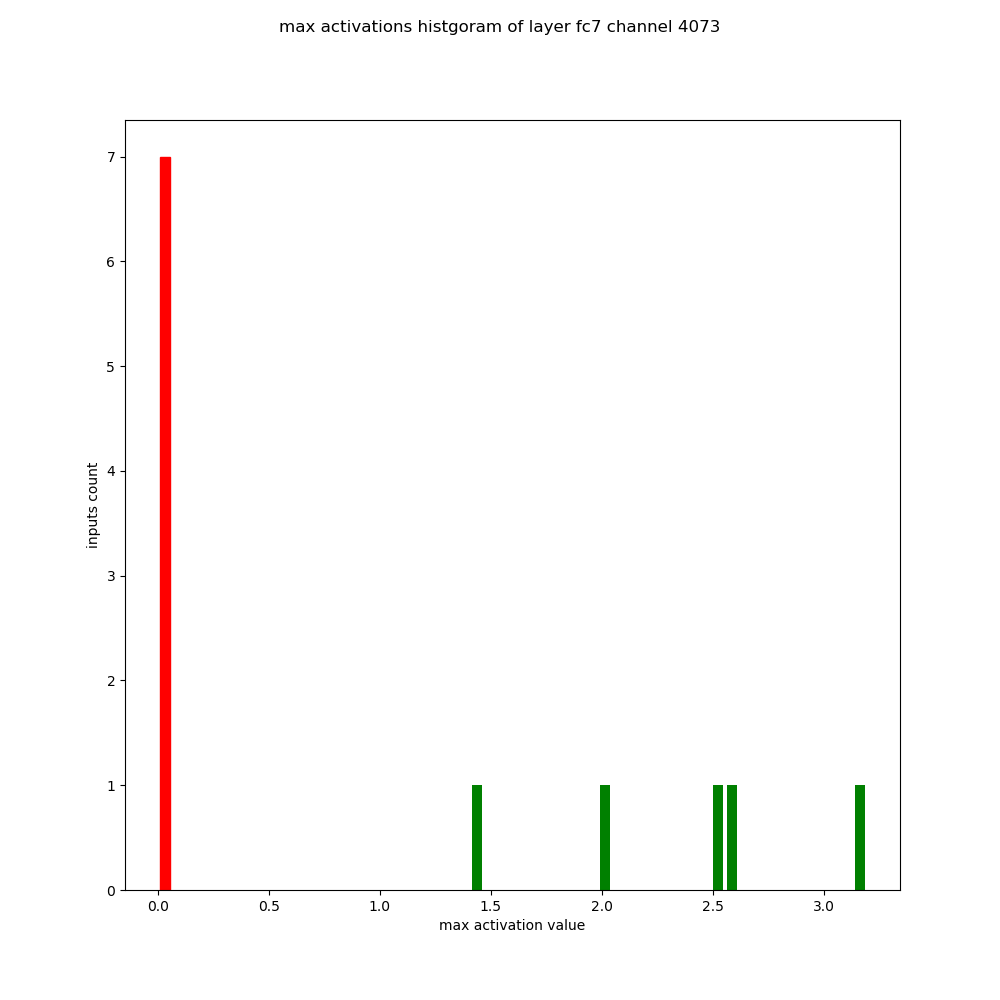 max activations histgoram of layer fc7 channel 4073
7
6
5
4
3
2
1
0
inputs count
0.0 0.5 1.0 1.5 2.0 2.5 3.0
max activation value